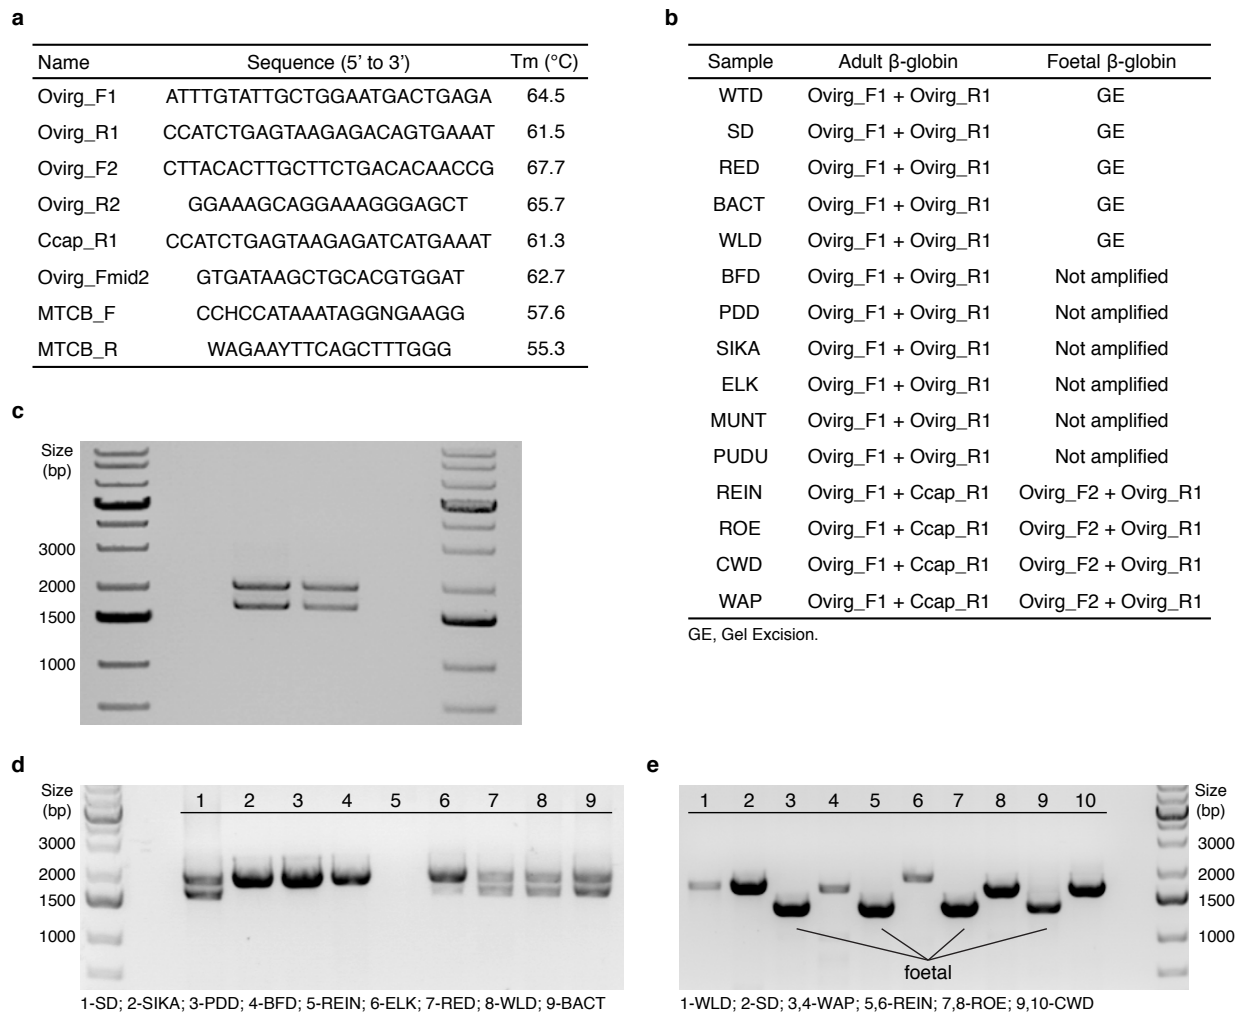 a
Name Sequence (5' to 3') Tm (°C)
Ovirg_F1 ATTTGTATTGCTGGAATGACTGAGA 64.5
Ovirg_R1 CCATCTGAGTAAGAGACAGTGAAAT 61.5
Ovirg_F2 CTTACACTTGCTTCTGACACAACCG 67.7
Ovirg_R2 GGAAAGCAGGAAAGGGAGCT 65.7
Ccap_R1 CCATCTGAGTAAGAGATCATGAAAT 61.3
Ovirg_Fmid2 GTGATAAGCTGCACGTGGAT 62.7
MTCB_F CCHCCATAAATAGGNGAAGG 57.6
MTCB_R WAGAAYTTCAGCTTTGGG 55.3
b
Sample Adult β-globin Foetal β-globin
WTD Ovirg_F1 + Ovirg_R1 GE
SD Ovirg_F1 + Ovirg_R1 GE
RED Ovirg_F1 + Ovirg_R1 GE
BACT Ovirg_F1 + Ovirg_R1 GE
WLD Ovirg_F1 + Ovirg_R1 GE
BFD Ovirg_F1 + Ovirg_R1 Not amplified
PDD Ovirg_F1 + Ovirg_R1 Not amplified
SIKA Ovirg_F1 + Ovirg_R1 Not amplified
ELK Ovirg_F1 + Ovirg_R1 Not amplified
MUNT Ovirg_F1 + Ovirg_R1 Not amplified
PUDU Ovirg_F1 + Ovirg_R1 Not amplified
REIN Ovirg_F1 + Ccap_R1 Ovirg_F2 + Ovirg_R1
ROE Ovirg_F1 + Ccap_R1 Ovirg_F2 + Ovirg_R1
CWD Ovirg_F1 + Ccap_R1 Ovirg_F2 + Ovirg_R1
WAP Ovirg_F1 + Ccap_R1 Ovirg_F2 + Ovirg_R1
GE, Gel Excision.
c
Size
(bp)
3000
2000
1500
1000
d
Size
(bp)
1 2 3 4 5 6 7 8 9
3000
2000
1500
1000
1-SD; 2-SIKA; 3-PDD; 4-BFD; 5-REIN; 6-ELK; 7-RED; 8-WLD; 9-BACT
e
1 2 3 4 5 6 7 8 9 10
Size
(bp)
3000
2000
1500
1000
foetal
1-WLD; 2-SD; 3,4-WAP; 5,6-REIN; 7,8-ROE; 9,10-CWD